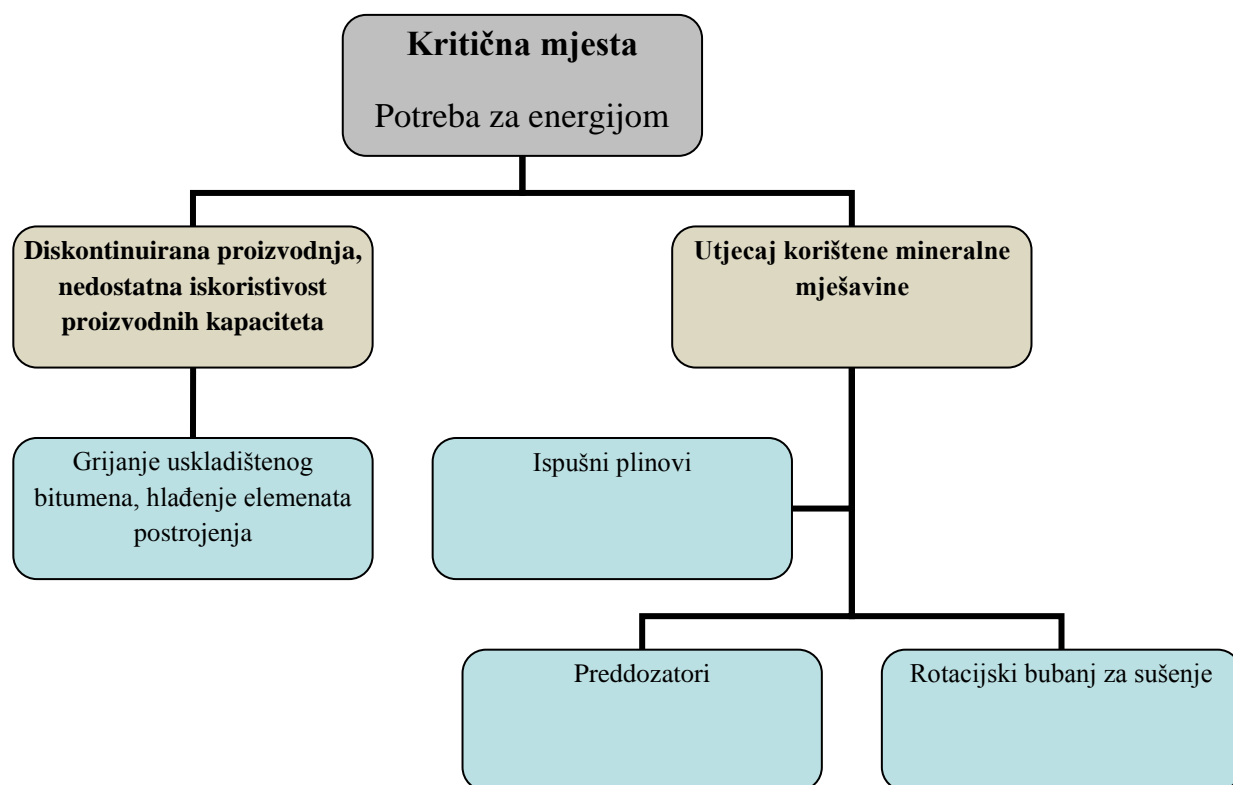 Kritična mjesta
Potreba za energijom
Diskontinuirana proizvodnja,
nedostatna iskoristivost
proizvodnih kapaciteta
Utjecaj korištene mineralne
mješavine
Grijanje uskladištenog
bitumena, hlađenje elemenata
postrojenja
Ispušni plinovi
Preddozatori
Rotacijski bubanj za sušenje